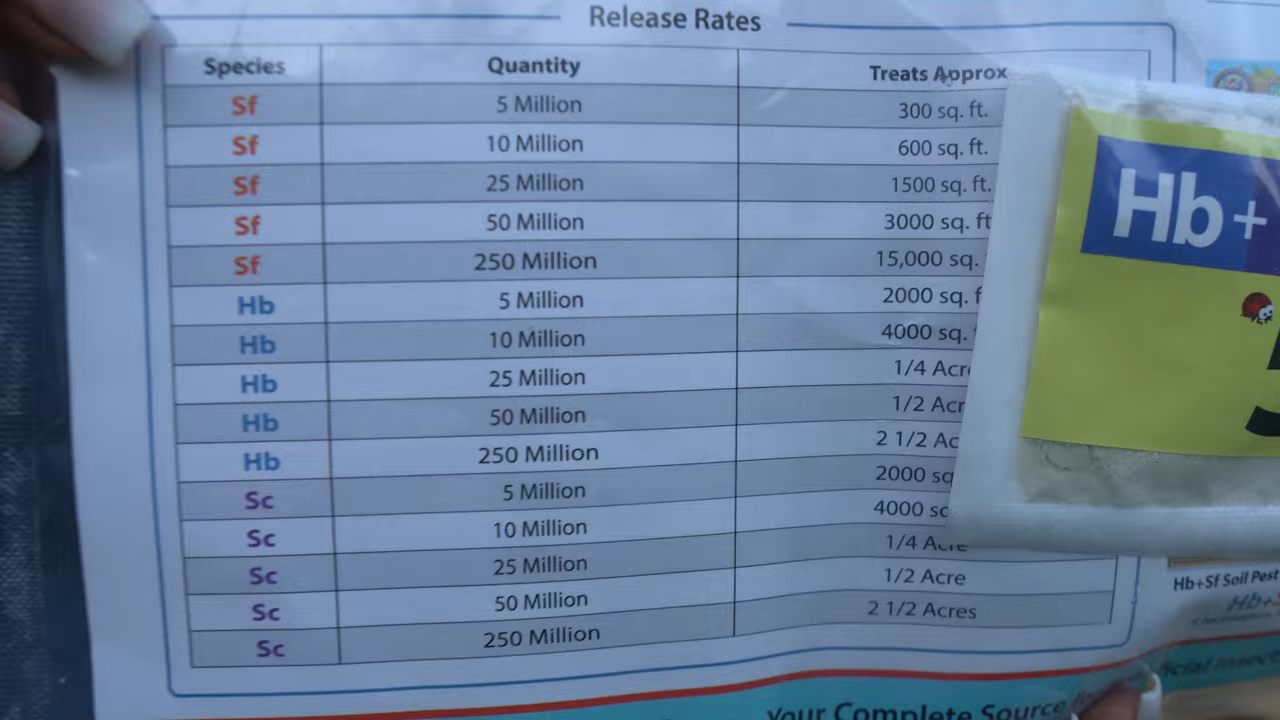 Release Rates
Species Quantity Treats Approx
Sf 5 Million 300 sq. ft.
Sf 10 Million 600 sq. ft.
Sf 25 Million 1500 sq. ft.
Sf 50 Million 3000 sq. ft
Sf 250 Million 15,000 sq.
Hb 5 Million 2000 sq. f
Hb 10 Million 4000 sq.
Hb 25 Million 1/4 Acr
Hb 50 Million 1/2 Acr
Hb 250 Million 2 1/2 Ac
Sc 5 Million 2000 sq
Sc 10 Million 4000 sq
Sc 25 Million 1/4 Acre
Sc 50 Million 1/2 Acre
Sc 250 Million 2 1/2 Acres
Hb+
Hb+Sf Soil Pest
Your Complete Source